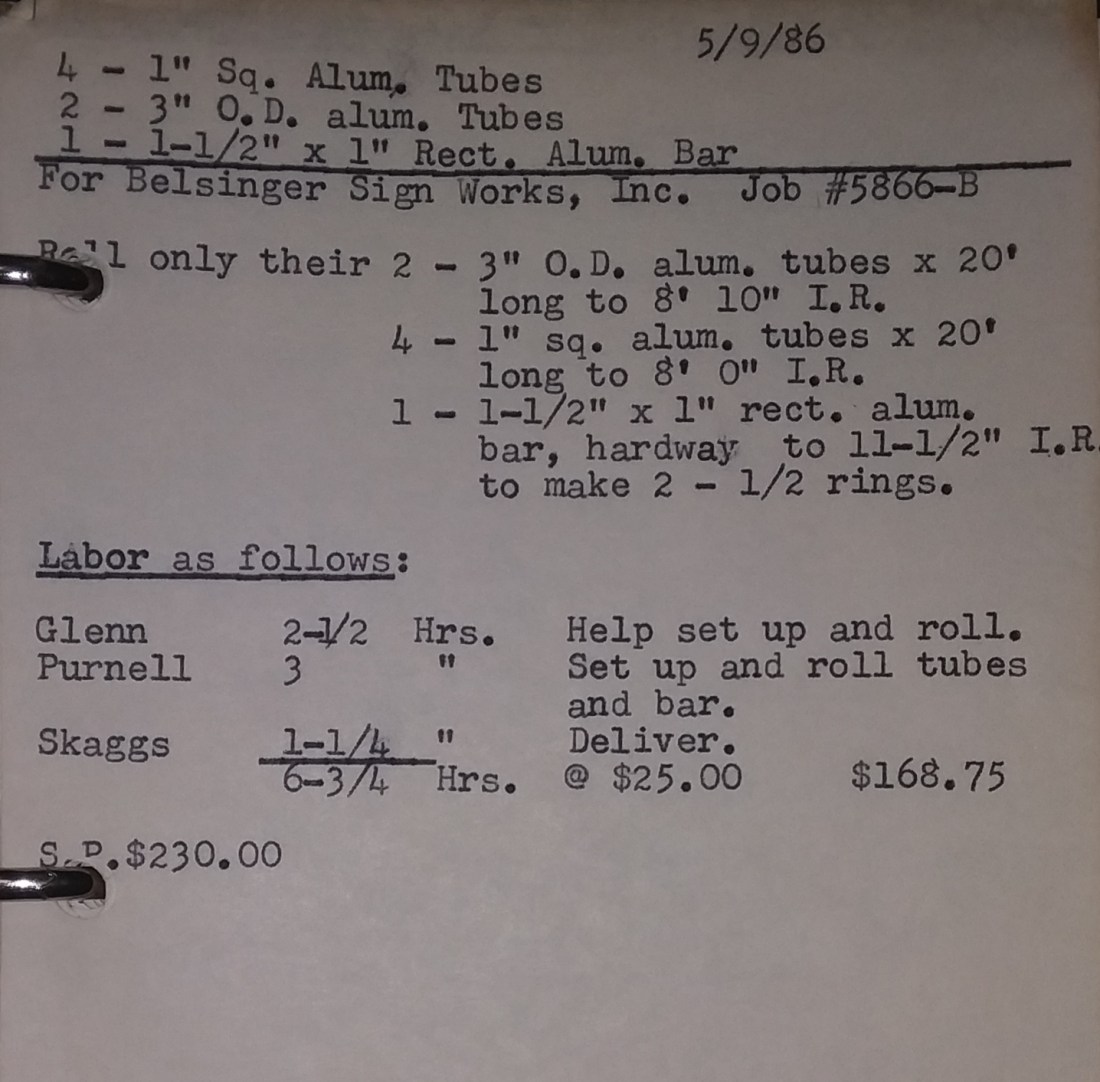 5/9/86
4 - 1" Sq. Alum. Tubes
2 - 3" O.D. alum. Tubes
1 - 1-1/2" x 1" Rect. Alum. Bar
For Belsinger Sign Works, Inc. Job #5866-B
Roll only their 2 - 3" O.D. alum. tubes x 20'
long to 8' 10" I.R.
4 - 1" sq. alum. tubes x 20'
long to 8' 0" I.R.
1 - 1-1/2" x 1" rect. alum.
bar, hardway to 11-1/2" I.R.
to make 2 - 1/2 rings.
Labor as follows:
Glenn 2-1/2 Hrs. Help set up and roll.
Purnell 3 " Set up and roll tubes
and bar.
Skaggs 1-1/4 " Deliver.
6-3/4 Hrs. @ $25.00 $168.75
S.P.$230.00